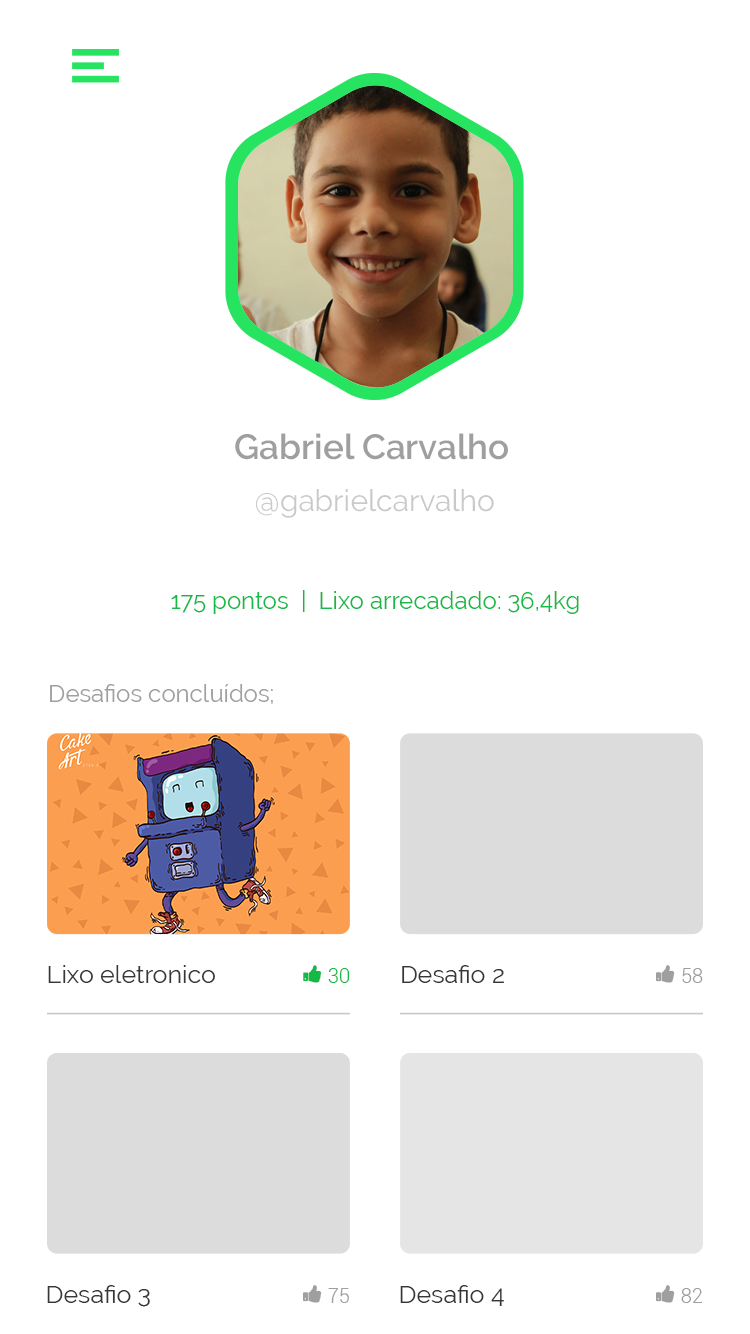 Gabriel Carvalho
@gabrielcarvalho
175 pontos | Lixo arrecadado: 36,4kg
Desafios concluídos;
Cake
Art
Lixo eletronico 30
Desafio 2 58
Desafio 3 75
Desafio 4 82